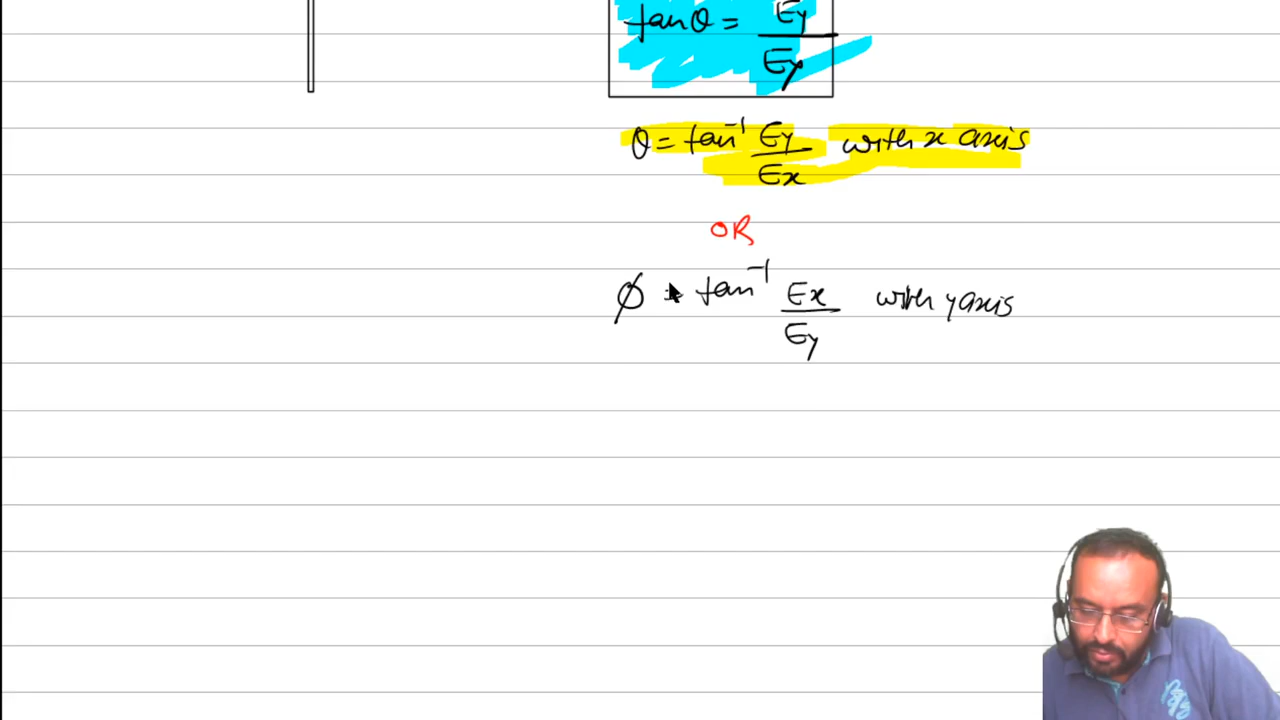 tanθ = Ey/Ey
θ = tan⁻¹ Ey/Ex with x axis
OR
ϕ = tan⁻¹ Ex/Ey with y axis